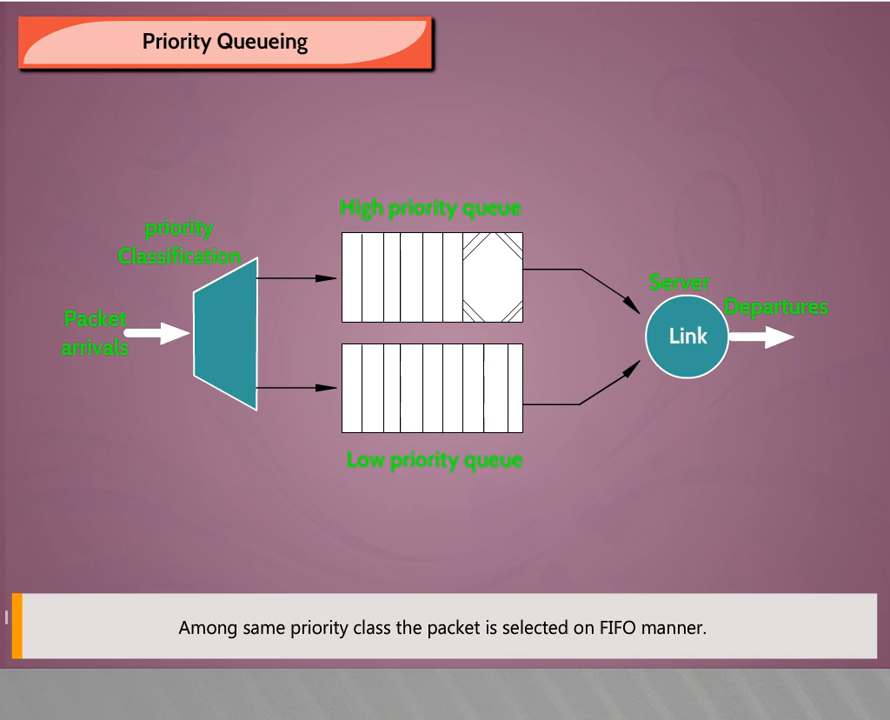 Priority Queueing
High priority queue
priority
Classification
Packet
arrivals
Server
Departures
Link
Low priority queue
Among same priority class the packet is selected on FIFO manner.